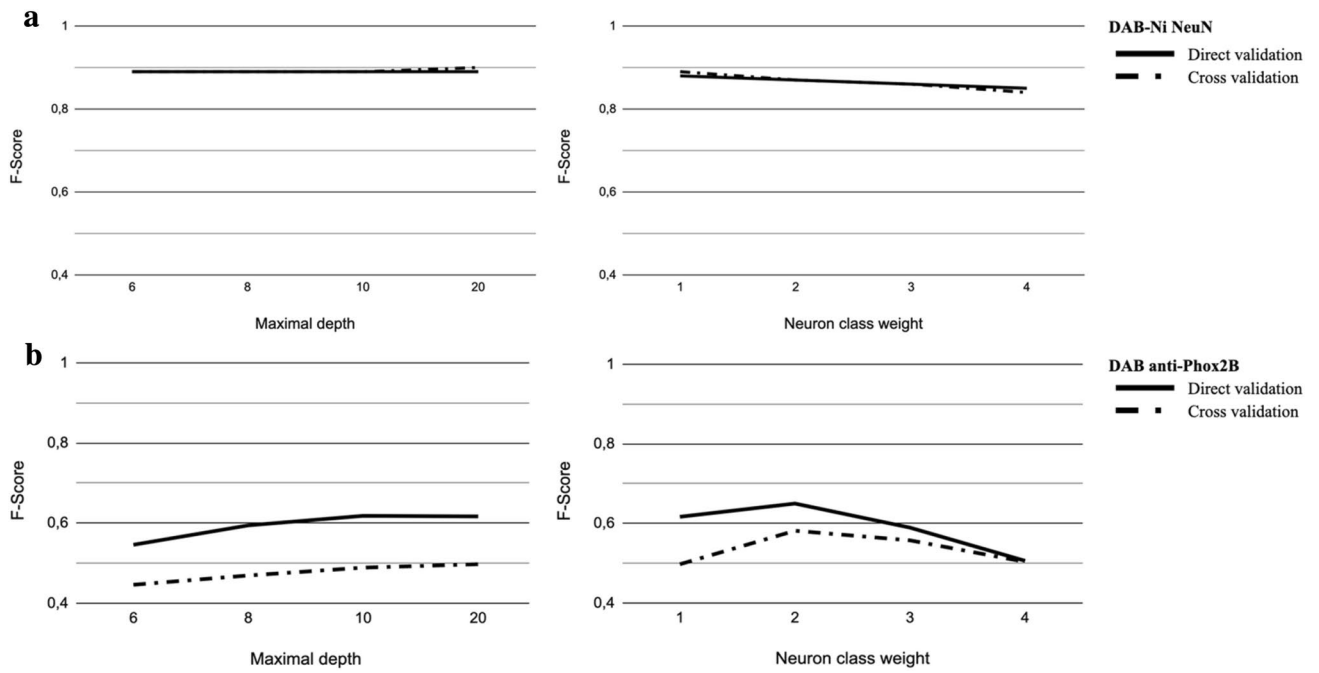 a
1
0,8
0,6
0,4
F-Score
6 8 10 20
Maximal depth
1
0,8
0,6
0,4
F-Score
1 2 3 4
Neuron class weight
DAB-Ni NeuN
Direct validation
Cross validation
b
1
0,8
0,6
0,4
F-Score
6 8 10 20
Maximal depth
1
0,8
0,6
0,4
F-Score
1 2 3 4
Neuron class weight
DAB anti-Phox2B
Direct validation
Cross validation